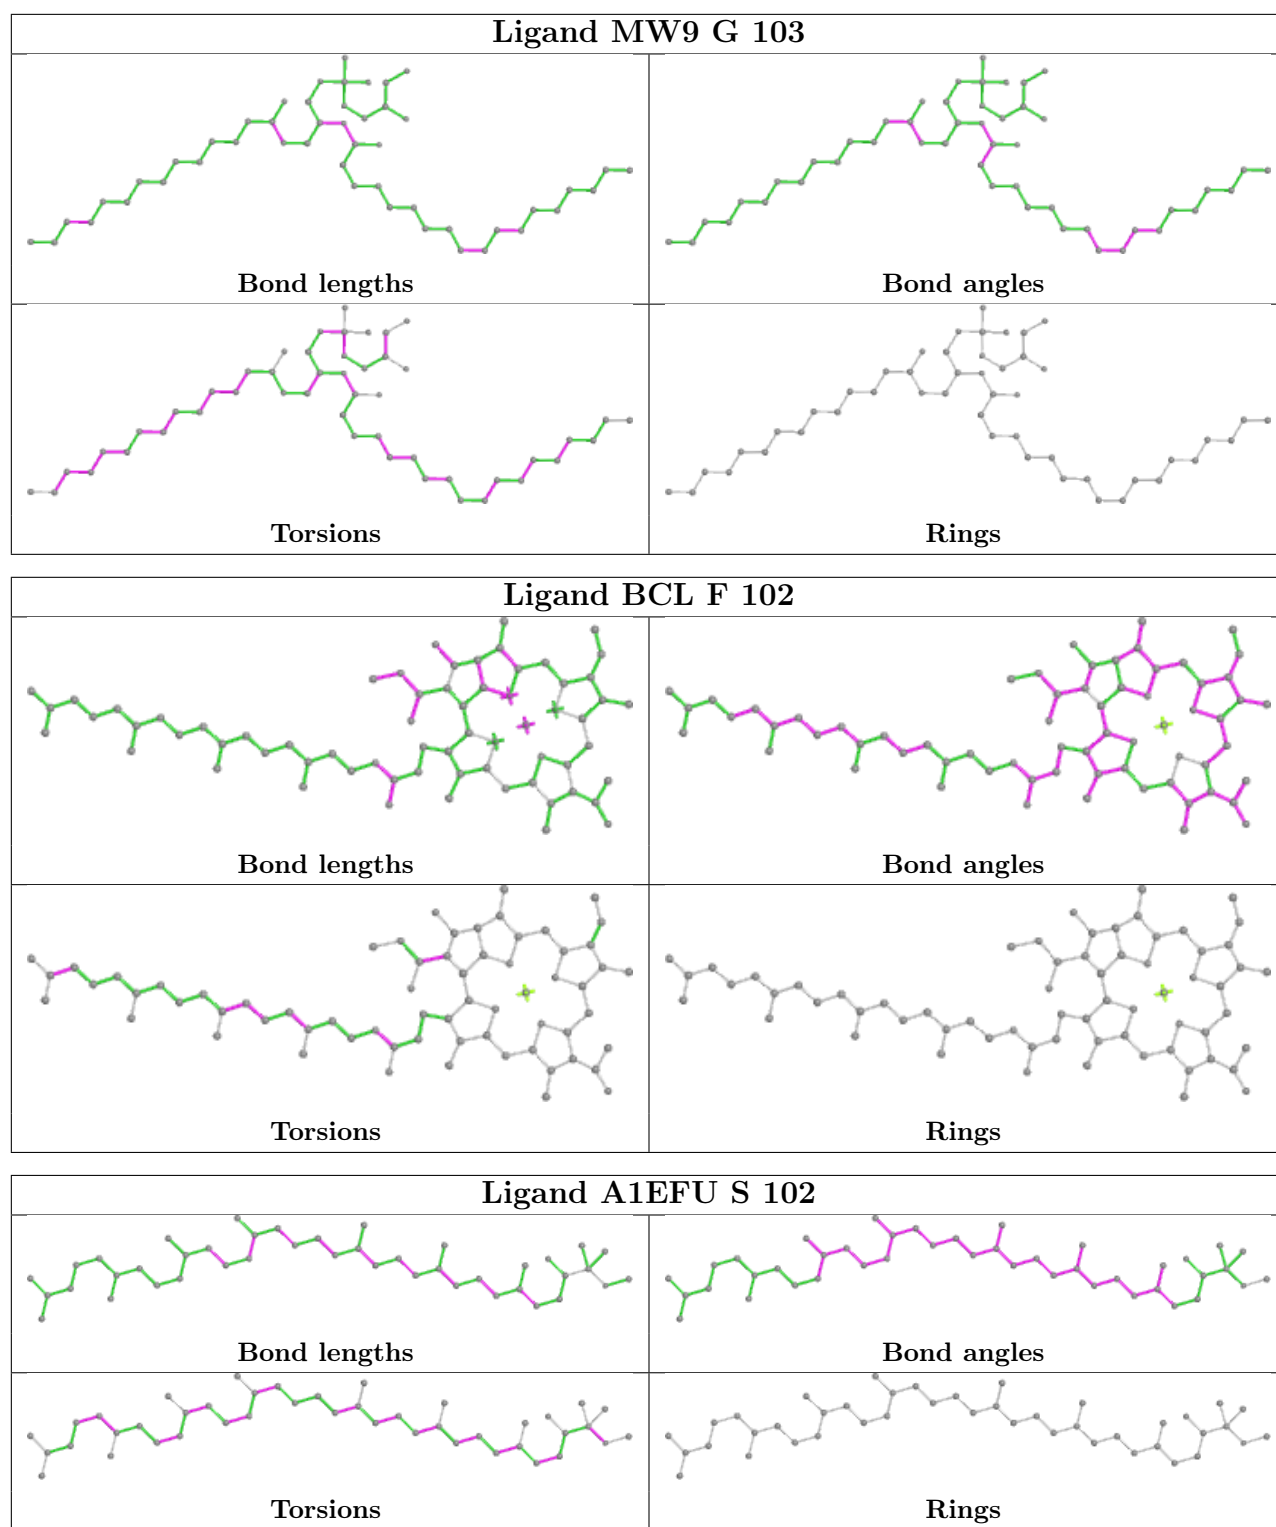 Ligand MW9 G 103
Bond lengths
Bond angles
Torsions
Rings
Ligand BCL F 102
Bond lengths
Bond angles
Torsions
Rings
Ligand A1EFU S 102
Bond lengths
Bond angles
Torsions
Rings